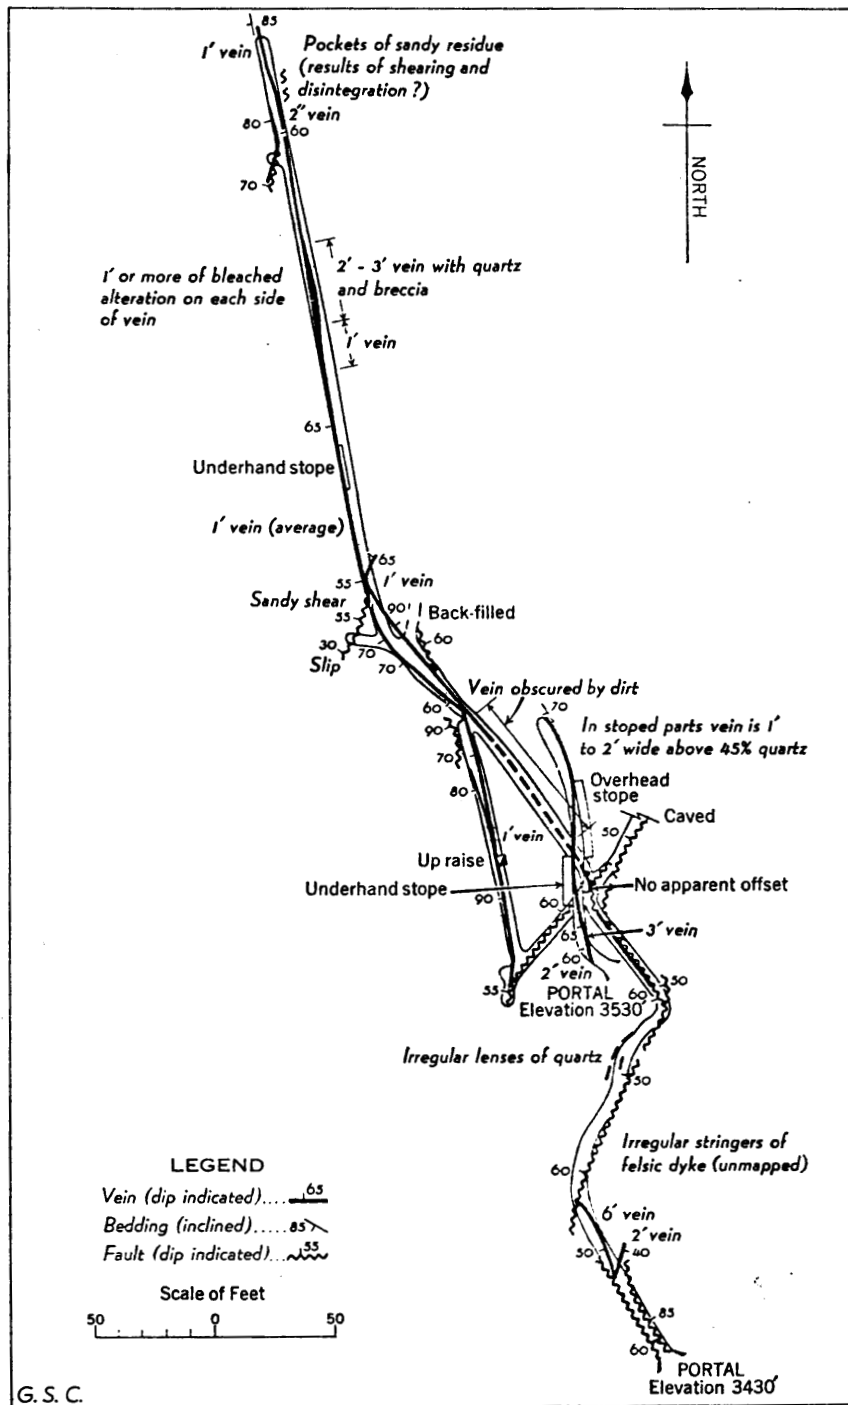 85
1' vein
Pockets of sandy residue
(results of shearing and
disintegration ?)
2" vein
80
60
70
NORTH
1' or more of bleached
alteration on each side
of vein
2' - 3' vein with quartz
and breccia
1' vein
65
Underhand stope
1' vein (average)
65
55
1' vein
Sandy shear
90'
Back-filled
55
60
30
70
Slip
70
Vein obscured by dirt
60
70
90
In stoped parts vein is 1'
to 2' wide above 45% quartz
70
Overhead
stope
80
50
Caved
1' vein
Up raise
Underhand stope
No apparent offset
90
60
65
3' vein
60
2' vein
55
PORTAL
Elevation 3530'
50
60
Irregular lenses of quartz
50
Irregular stringers of
felsic dyke (unmapped)
60
6' vein
2' vein
50
40
85
60
PORTAL
Elevation 3430'
LEGEND
Vein (dip indicated).... 65
Bedding (inclined)..... 85
Fault (dip indicated)... 55
Scale of Feet
50 0 50
G. S. C.